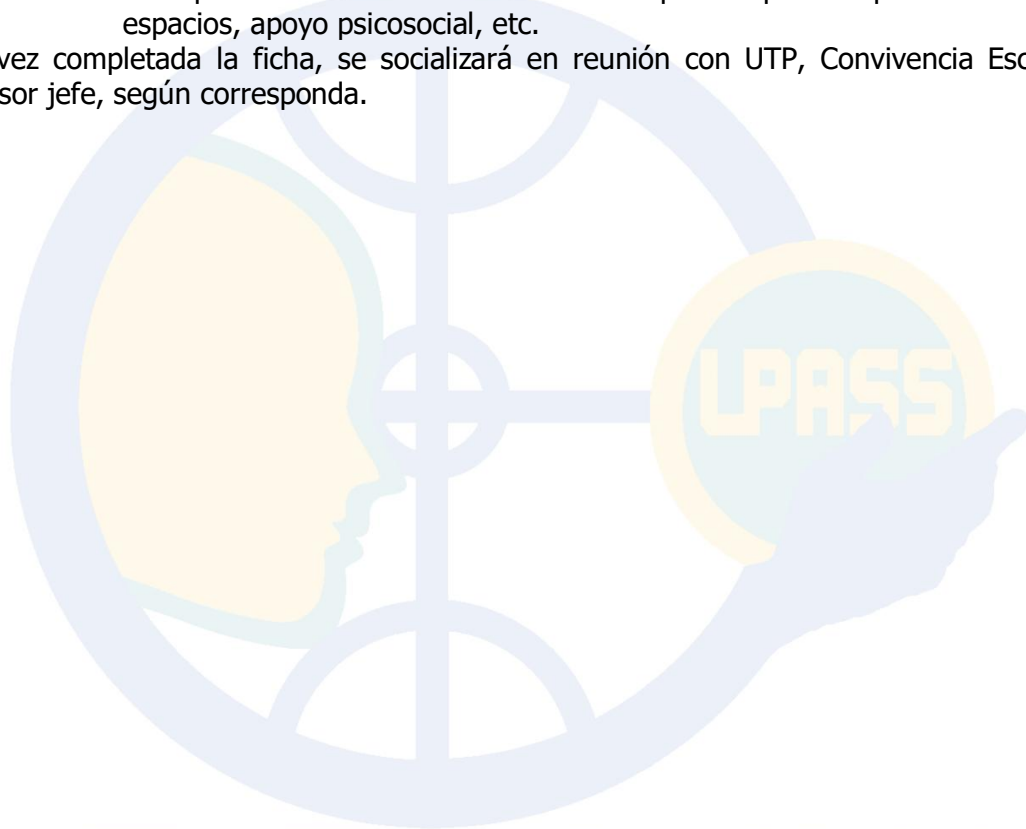 espacios, apoyo psicosocial, etc.
vez completada la ficha, se socializará en reunión con UTP, Convivencia Esc
sor jefe, según corresponda.
LPASS